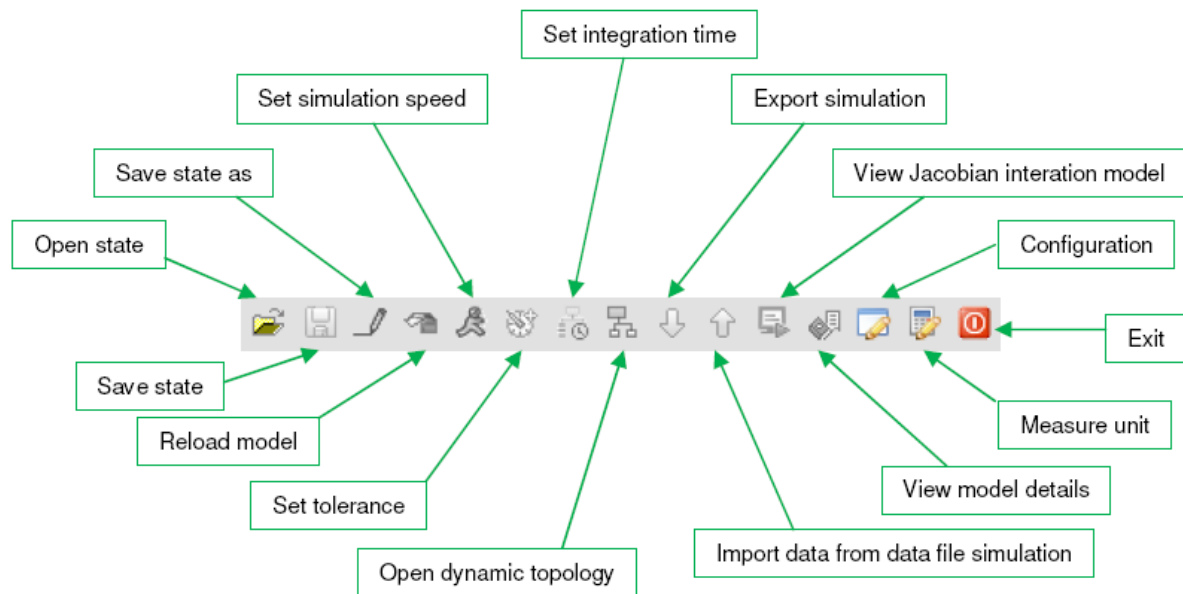 Set integration time
Set simulation speed
Export simulation
Save state as
View Jacobian interation model
Open state
Configuration
Exit
Save state
Measure unit
Reload model
View model details
Set tolerance
Import data from data file simulation
Open dynamic topology